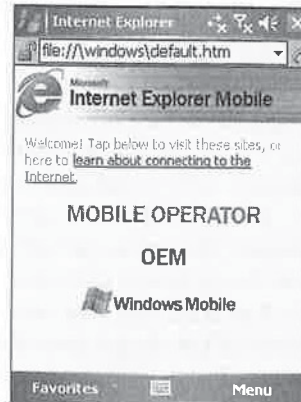 Internet Explorer
file://\windows\default.htm
Microsoft
Internet Explorer Mobile
Welcome! Tap below to visit these sites, or
here to learn about connecting to the
Internet.
MOBILE OPERATOR
OEM
Windows Mobile
Favorites Menu